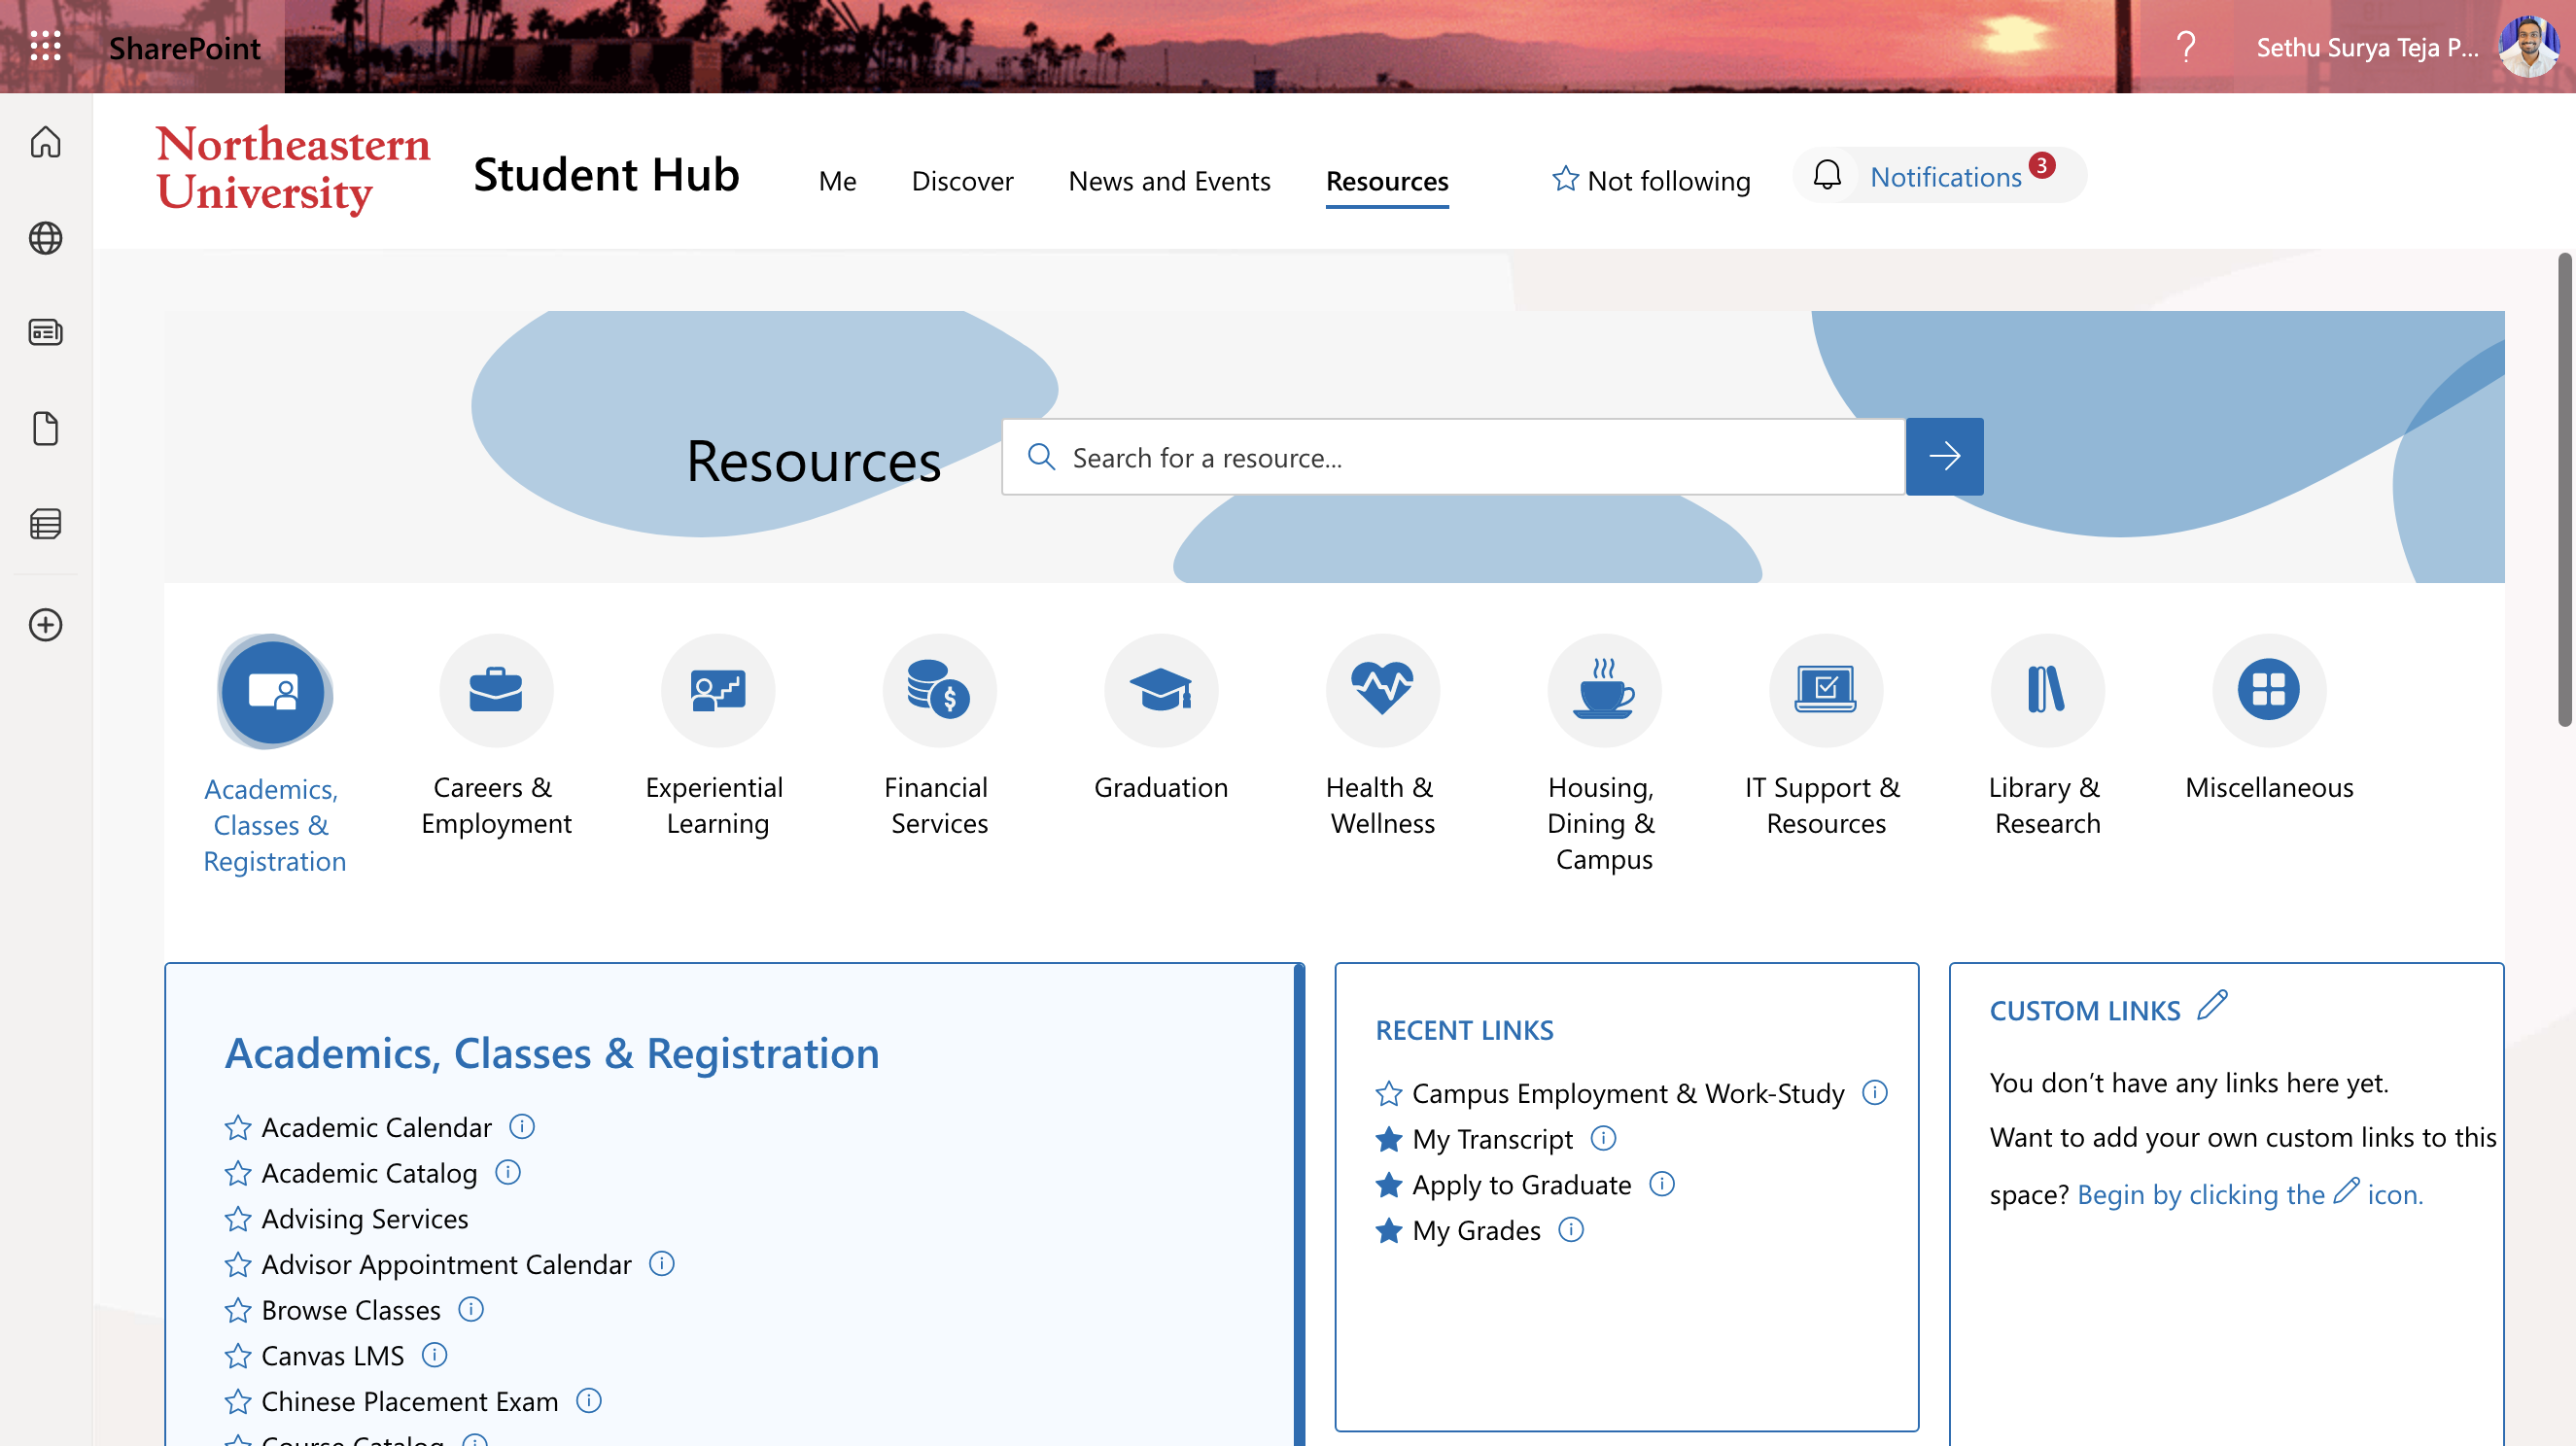 SharePoint
Sethu Surya Teja P...
Northeastern
University
Student Hub
Me
Discover
News and Events
Resources
Not following
Notifications
3
Resources
Search for a resource...
Academics,
Classes &
Registration
Careers &
Employment
Experiential
Learning
Financial
Services
Graduation
Health &
Wellness
Housing,
Dining &
Campus
IT Support &
Resources
Library &
Research
Miscellaneous
Academics, Classes & Registration
Academic Calendar
Academic Catalog
Advising Services
Advisor Appointment Calendar
Browse Classes
Canvas LMS
Chinese Placement Exam
Course Catalog
RECENT LINKS
Campus Employment & Work-Study
My Transcript
Apply to Graduate
My Grades
CUSTOM LINKS
You don’t have any links here yet.
Want to add your own custom links to this
space? Begin by clicking the icon.